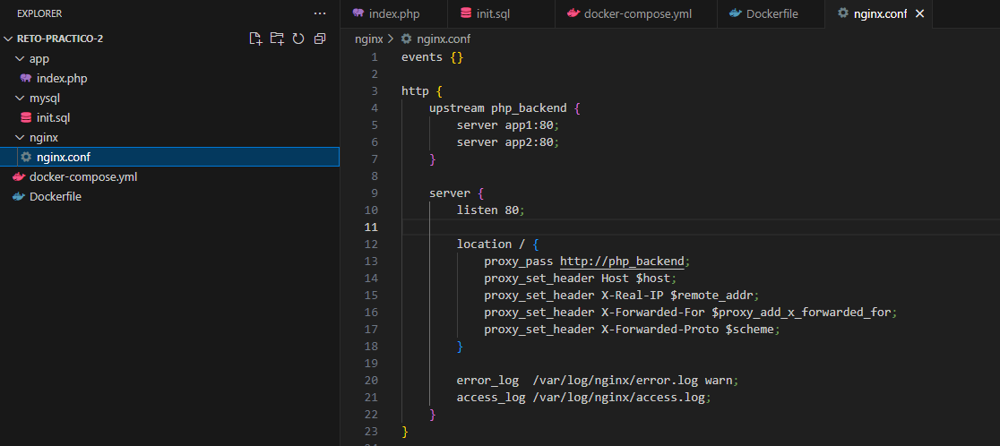 EXPLORER
RETO-PRACTICO-2
app
index.php
mysql
init.sql
nginx
nginx.conf
docker-compose.yml
Dockerfile
index.php init.sql docker-compose.yml Dockerfile nginx.conf
nginx > nginx.conf
1 events {}
2
3 http {
4 upstream php_backend {
5 server app1:80;
6 server app2:80;
7 }
8
9 server {
10 listen 80;
11
12 location / {
13 proxy_pass http://php_backend;
14 proxy_set_header Host $host;
15 proxy_set_header X-Real-IP $remote_addr;
16 proxy_set_header X-Forwarded-For $proxy_add_x_forwarded_for;
17 proxy_set_header X-Forwarded-Proto $scheme;
18 }
19
20 error_log  /var/log/nginx/error.log warn;
21 access_log /var/log/nginx/access.log;
22 }
23 }